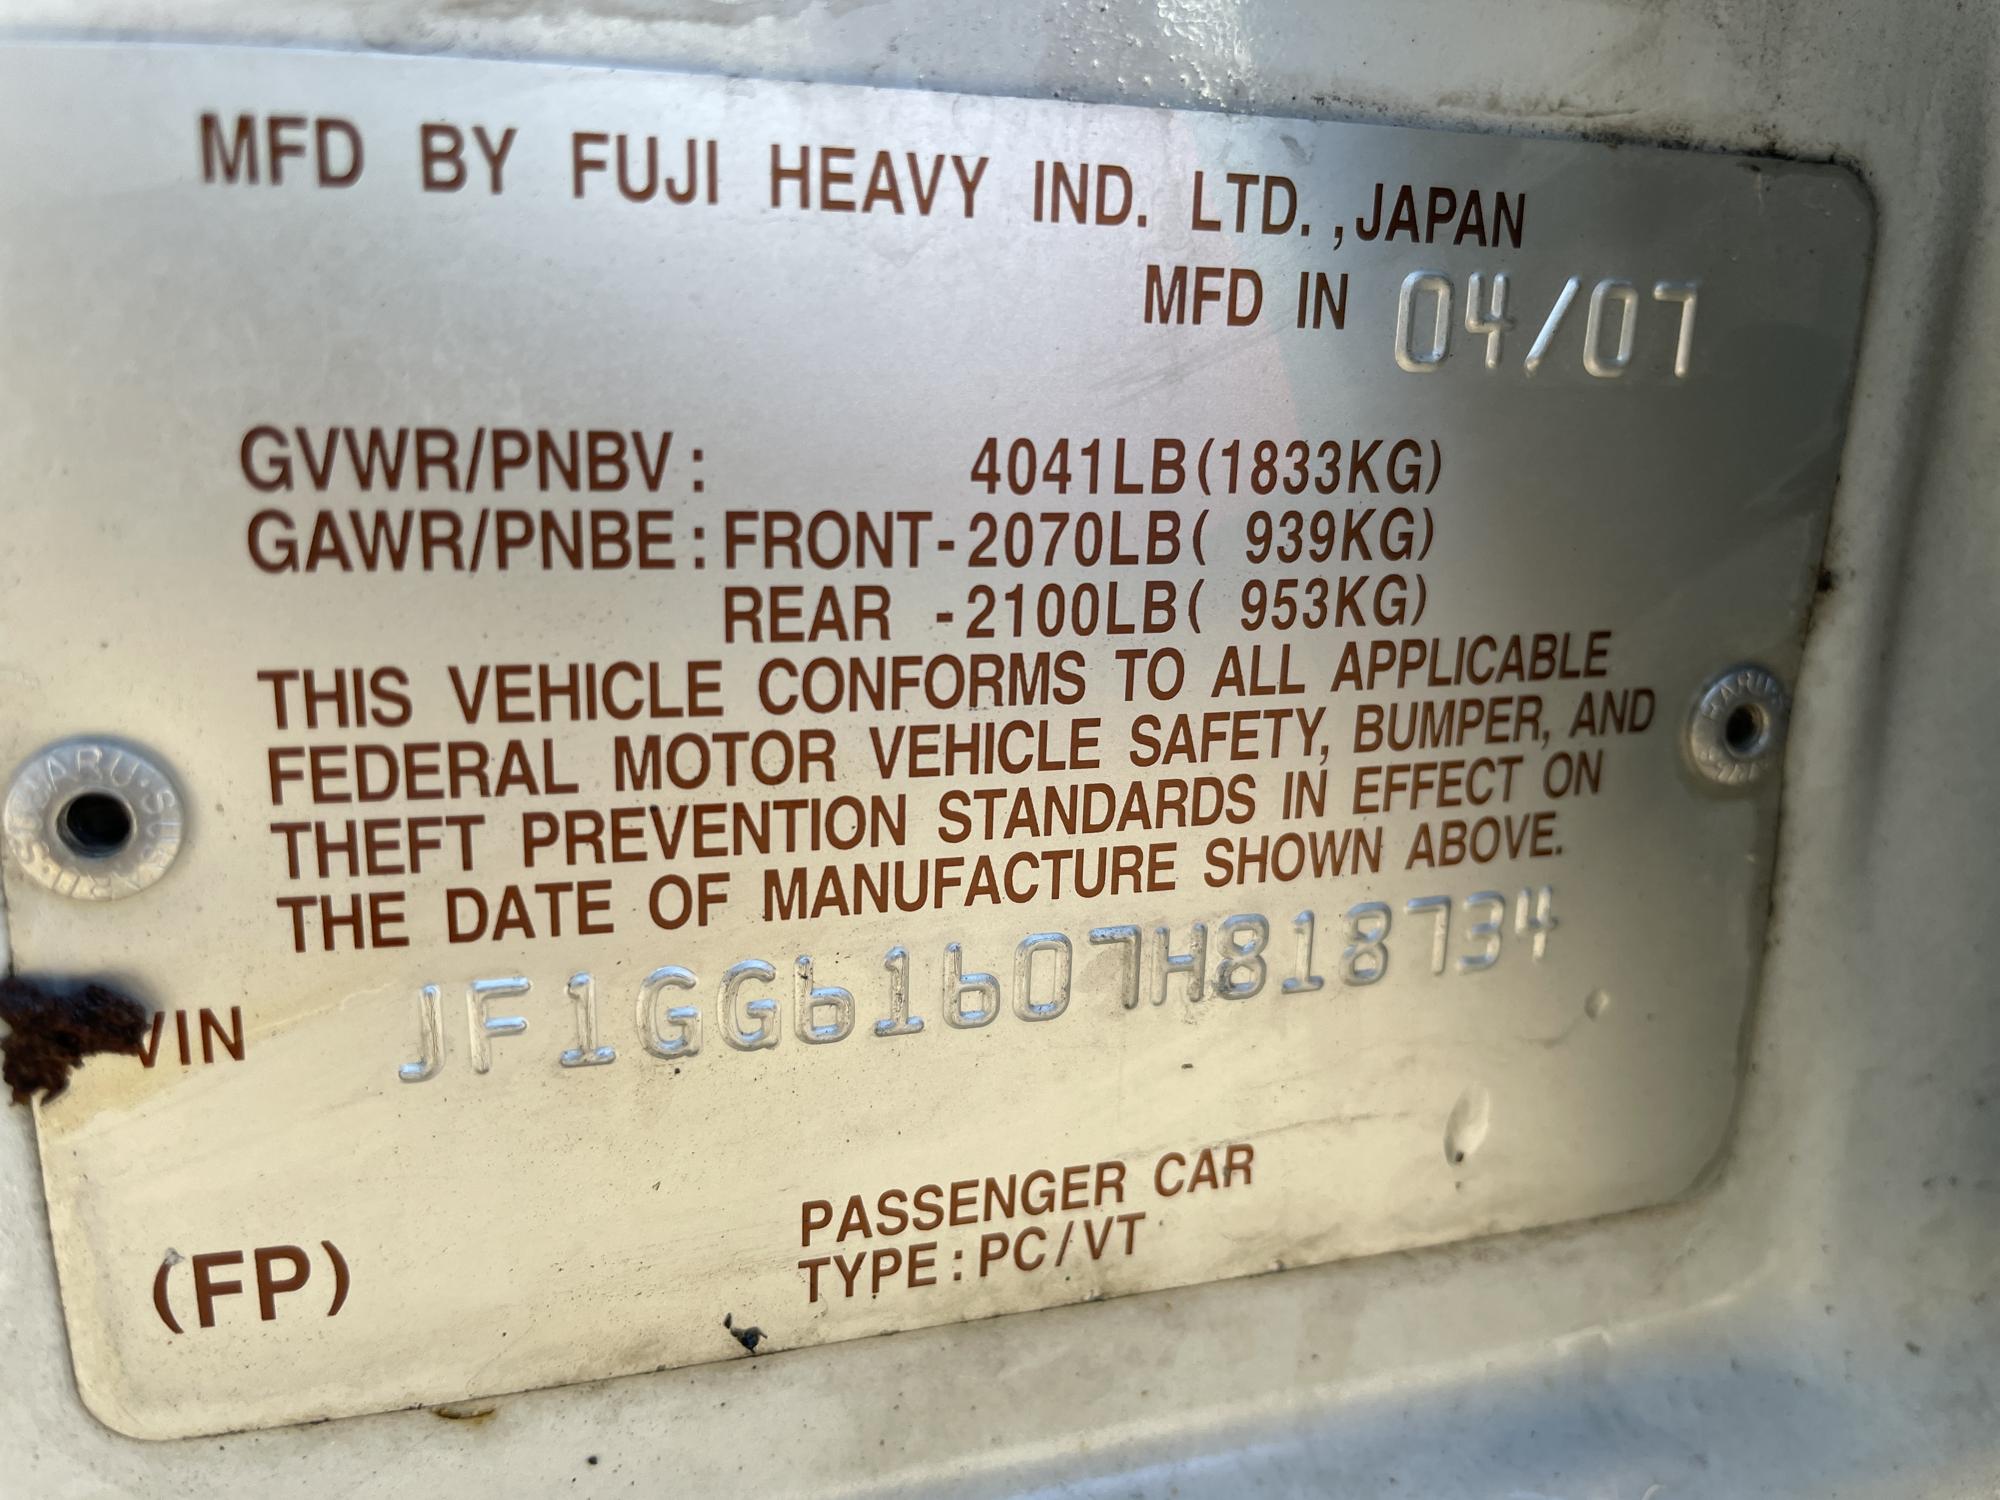 MFD BY FUJI HEAVY IND. LTD.,JAPAN
MFD IN 04/07
GVWR/PNBV: 4041LB(1833KG)
GAWR/PNBE: FRONT-2070LB( 939KG)
REAR -2100LB( 953KG)
THIS VEHICLE CONFORMS TO ALL APPLICABLE
FEDERAL MOTOR VEHICLE SAFETY, BUMPER, AND
THEFT PREVENTION STANDARDS IN EFFECT ON
THE DATE OF MANUFACTURE SHOWN ABOVE.
VIN JF1GG61607H818734
PASSENGER CAR
(FP) TYPE:PC/VT